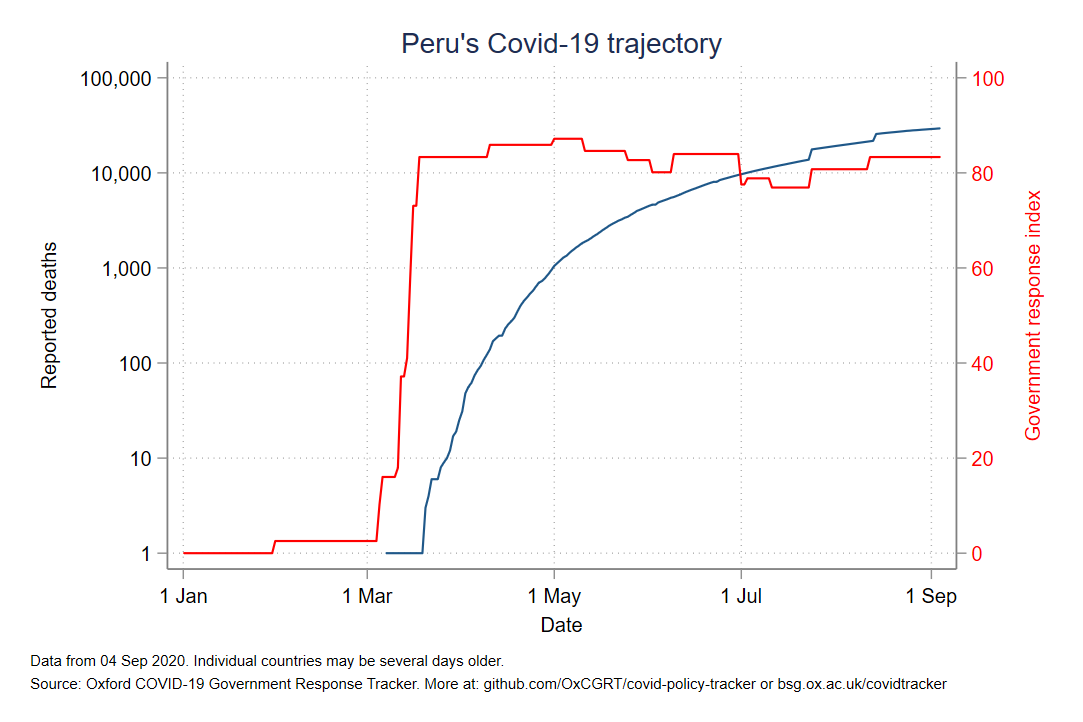 Peru's Covid-19 trajectory
100,000
10,000
1,000
100
10
1
Reported deaths
100
80
60
40
20
0
Government response index
1 Jan
1 Mar
1 May
1 Jul
1 Sep
Date
Data from 04 Sep 2020. Individual countries may be several days older.
Source: Oxford COVID-19 Government Response Tracker. More at: github.com/OxCGRT/covid-policy-tracker or bsg.ox.ac.uk/covidtracker